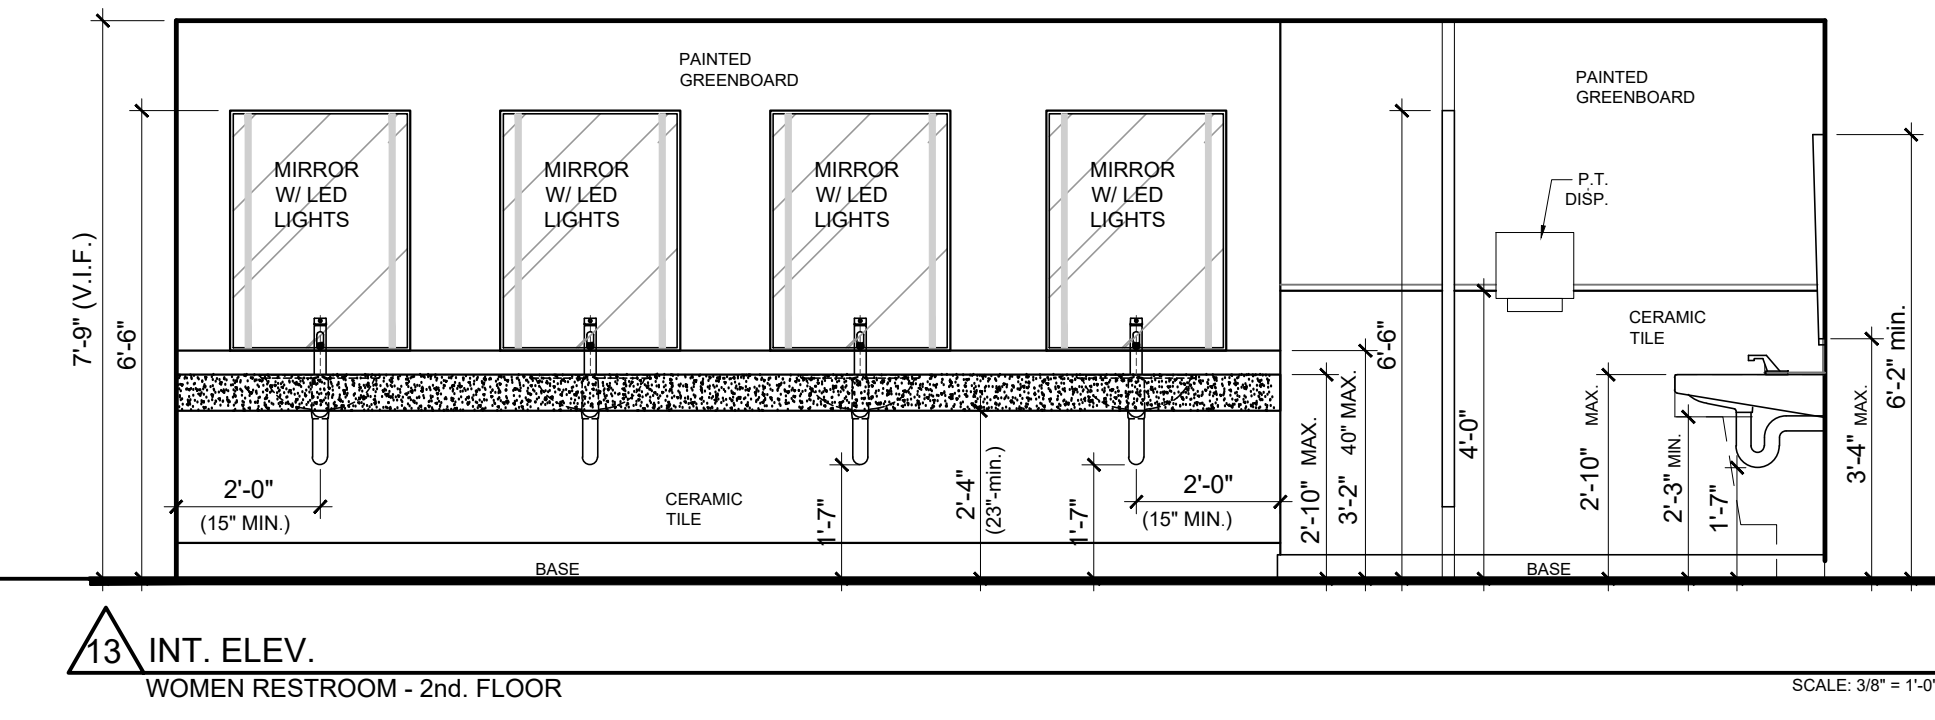 PAINTED
GREENBOARD
PAINTED
GREENBOARD
MIRROR
W/ LED
LIGHTS
MIRROR
W/ LED
LIGHTS
MIRROR
W/ LED
LIGHTS
MIRROR
W/ LED
LIGHTS
P.T.
DISP.
7'-9" (V.I.F.)
6'-6"
6'-6"
CERAMIC
TILE
6'-2" min.
2'-0"
(15" MIN.)
CERAMIC
TILE
1'-7"
2'-4"
(23"-min.)
1'-7"
2'-0"
(15" MIN.)
2'-10" MAX.
3'-2" 40" MAX.
4'-0"
2'-10" MAX.
2'-3" MIN.
1'-7"
3'-4" MAX.
BASE
BASE
13 INT. ELEV.
WOMEN RESTROOM - 2nd. FLOOR
SCALE: 3/8" = 1'-0"